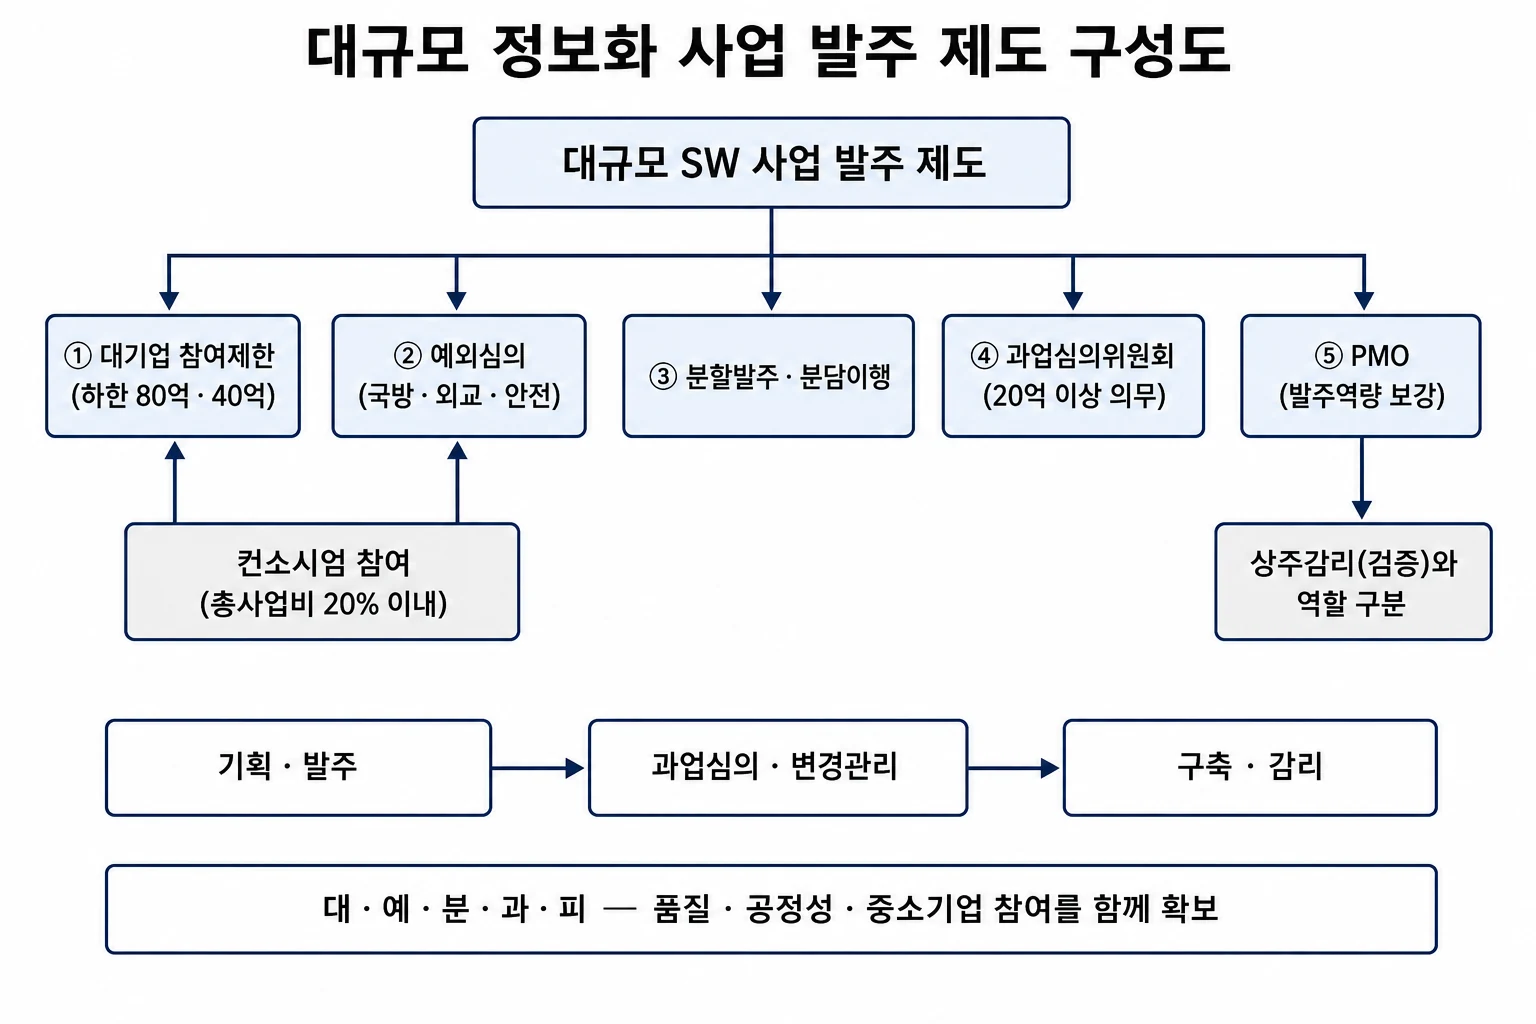 대규모 정보화 사업 발주 제도 구성도
대규모 SW 사업 발주 제도
① 대기업 참여제한
(하한 80억 · 40억)
② 예외심의
(국방 · 외교 · 안전)
③ 분할발주 · 분담이행
④ 과업심의위원회
(20억 이상 의무)
⑤ PMO
(발주역량 보강)
컨소시엄 참여
(총사업비 20% 이내)
상주감리(검증)와
역할 구분
기획 · 발주
과업심의 · 변경관리
구축 · 감리
대 · 예 · 분 · 과 · 피 — 품질 · 공정성 · 중소기업 참여를 함께 확보